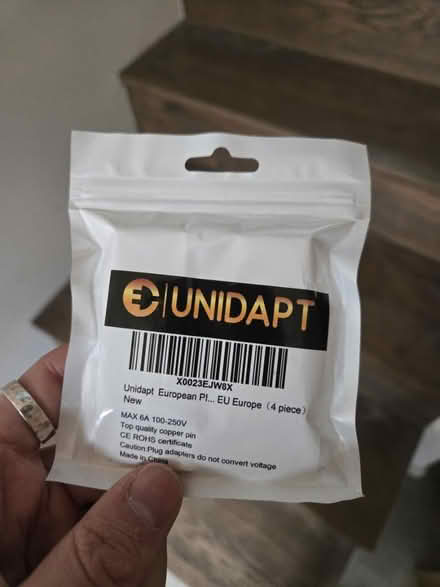 UNIDAPT
X0023EJW8X
Unidapt European Pl... EU Europe (4 piece)
New
MAX 6A 100-250V
Top quality copper pin
CE ROHS certificate
Caution:Plug adapters do not convert voltage
Made in China